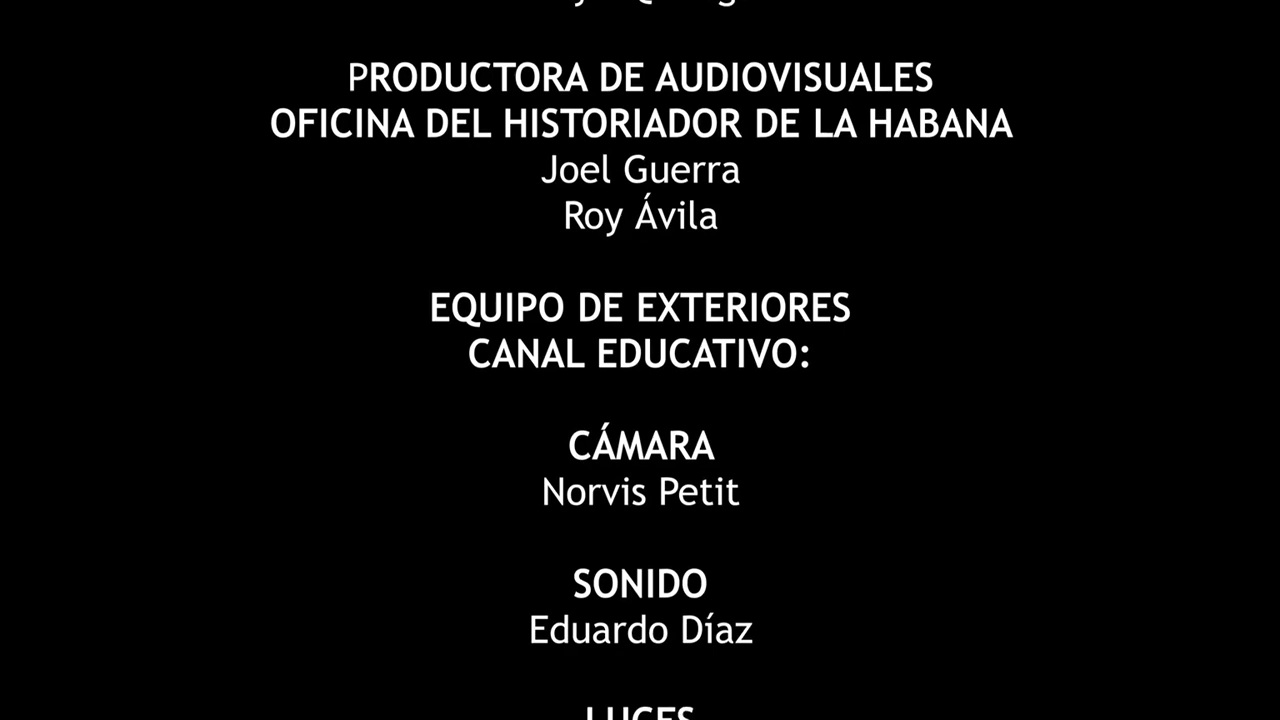 PRODUCTORA DE AUDIOVISUALES
OFICINA DEL HISTORIADOR DE LA HABANA
Joel Guerra
Roy Ávila
EQUIPO DE EXTERIORES
CANAL EDUCATIVO:
CÁMARA
Norvis Petit
SONIDO
Eduardo Díaz
LUCES